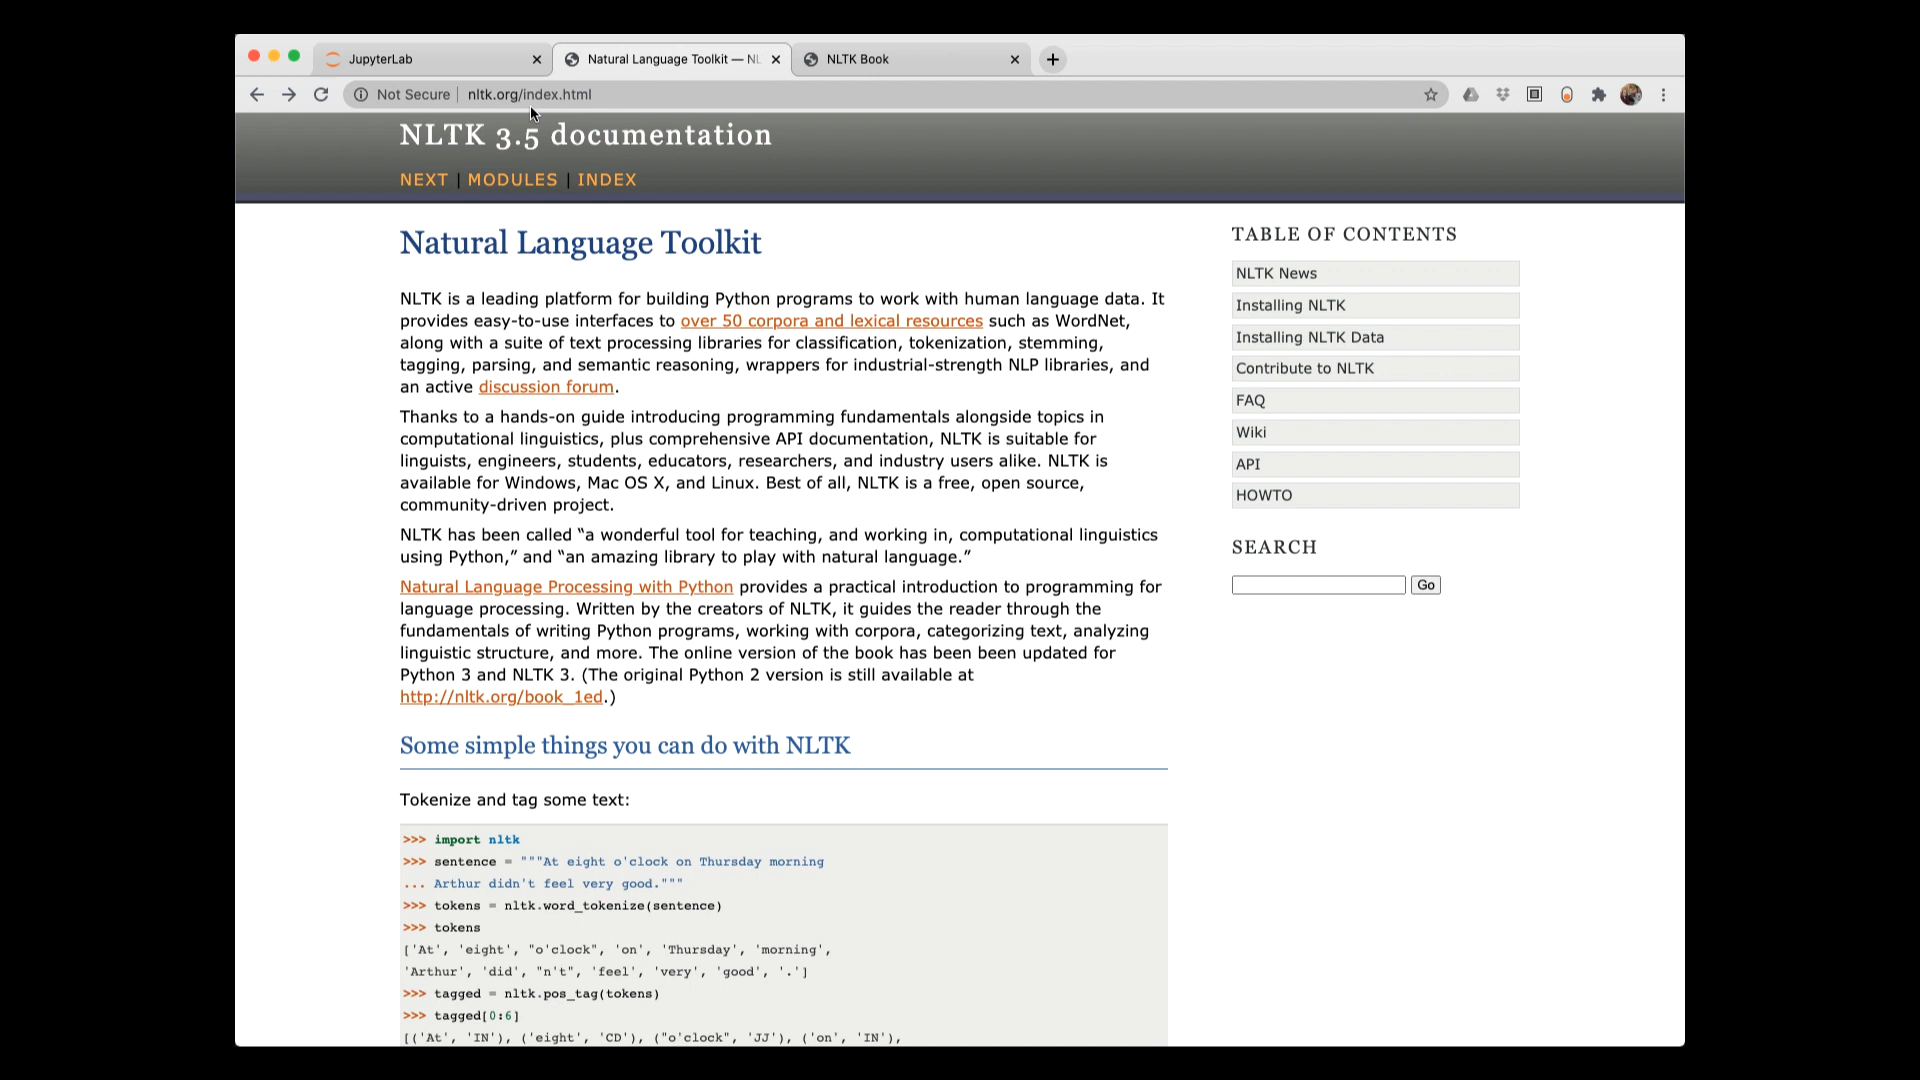 JupyterLab
Natural Language Toolkit — NL
NLTK Book
Not Secure
nltk.org/index.html
NLTK 3.5 documentation
NEXT | MODULES | INDEX
Natural Language Toolkit
NLTK is a leading platform for building Python programs to work with human language data. It
provides easy-to-use interfaces to over 50 corpora and lexical resources such as WordNet,
along with a suite of text processing libraries for classification, tokenization, stemming,
tagging, parsing, and semantic reasoning, wrappers for industrial-strength NLP libraries, and
an active discussion forum.
Thanks to a hands-on guide introducing programming fundamentals alongside topics in
computational linguistics, plus comprehensive API documentation, NLTK is suitable for
linguists, engineers, students, educators, researchers, and industry users alike. NLTK is
available for Windows, Mac OS X, and Linux. Best of all, NLTK is a free, open source,
community-driven project.
NLTK has been called “a wonderful tool for teaching, and working in, computational linguistics
using Python,” and “an amazing library to play with natural language.”
Natural Language Processing with Python provides a practical introduction to programming for
language processing. Written by the creators of NLTK, it guides the reader through the
fundamentals of writing Python programs, working with corpora, categorizing text, analyzing
linguistic structure, and more. The online version of the book has been been updated for
Python 3 and NLTK 3. (The original Python 2 version is still available at
http://nltk.org/book_1ed.)
Some simple things you can do with NLTK
Tokenize and tag some text:
>>> import nltk
>>> sentence = """At eight o'clock on Thursday morning
... Arthur didn't feel very good."""
>>> tokens = nltk.word_tokenize(sentence)
>>> tokens
['At', 'eight', "o'clock", 'on', 'Thursday', 'morning',
'Arthur', 'did', "n't", 'feel', 'very', 'good', '.']
>>> tagged = nltk.pos_tag(tokens)
>>> tagged[0:6]
[('At', 'IN'), ('eight', 'CD'), ("o'clock", 'JJ'), ('on', 'IN'),
TABLE OF CONTENTS
NLTK News
Installing NLTK
Installing NLTK Data
Contribute to NLTK
FAQ
Wiki
API
HOWTO
SEARCH
Go